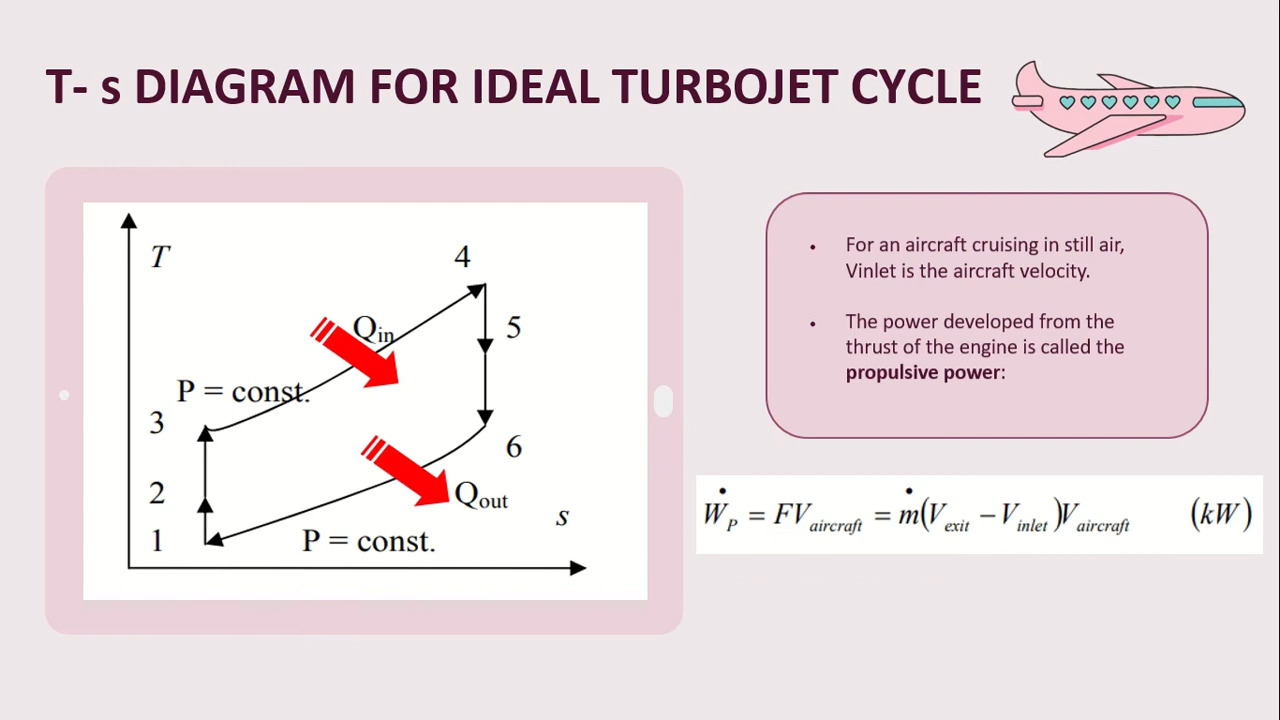 T- s DIAGRAM FOR IDEAL TURBOJET CYCLE
T
4
Qin
5
P = const.
3
6
2
Qout
s
1
P = const.
• For an aircraft cruising in still air,
Vinlet is the aircraft velocity.
• The power developed from the
thrust of the engine is called the
propulsive power:
Ẇ_P = FV_aircraft = ṁ(V_exit − V_inlet)V_aircraft (kW)